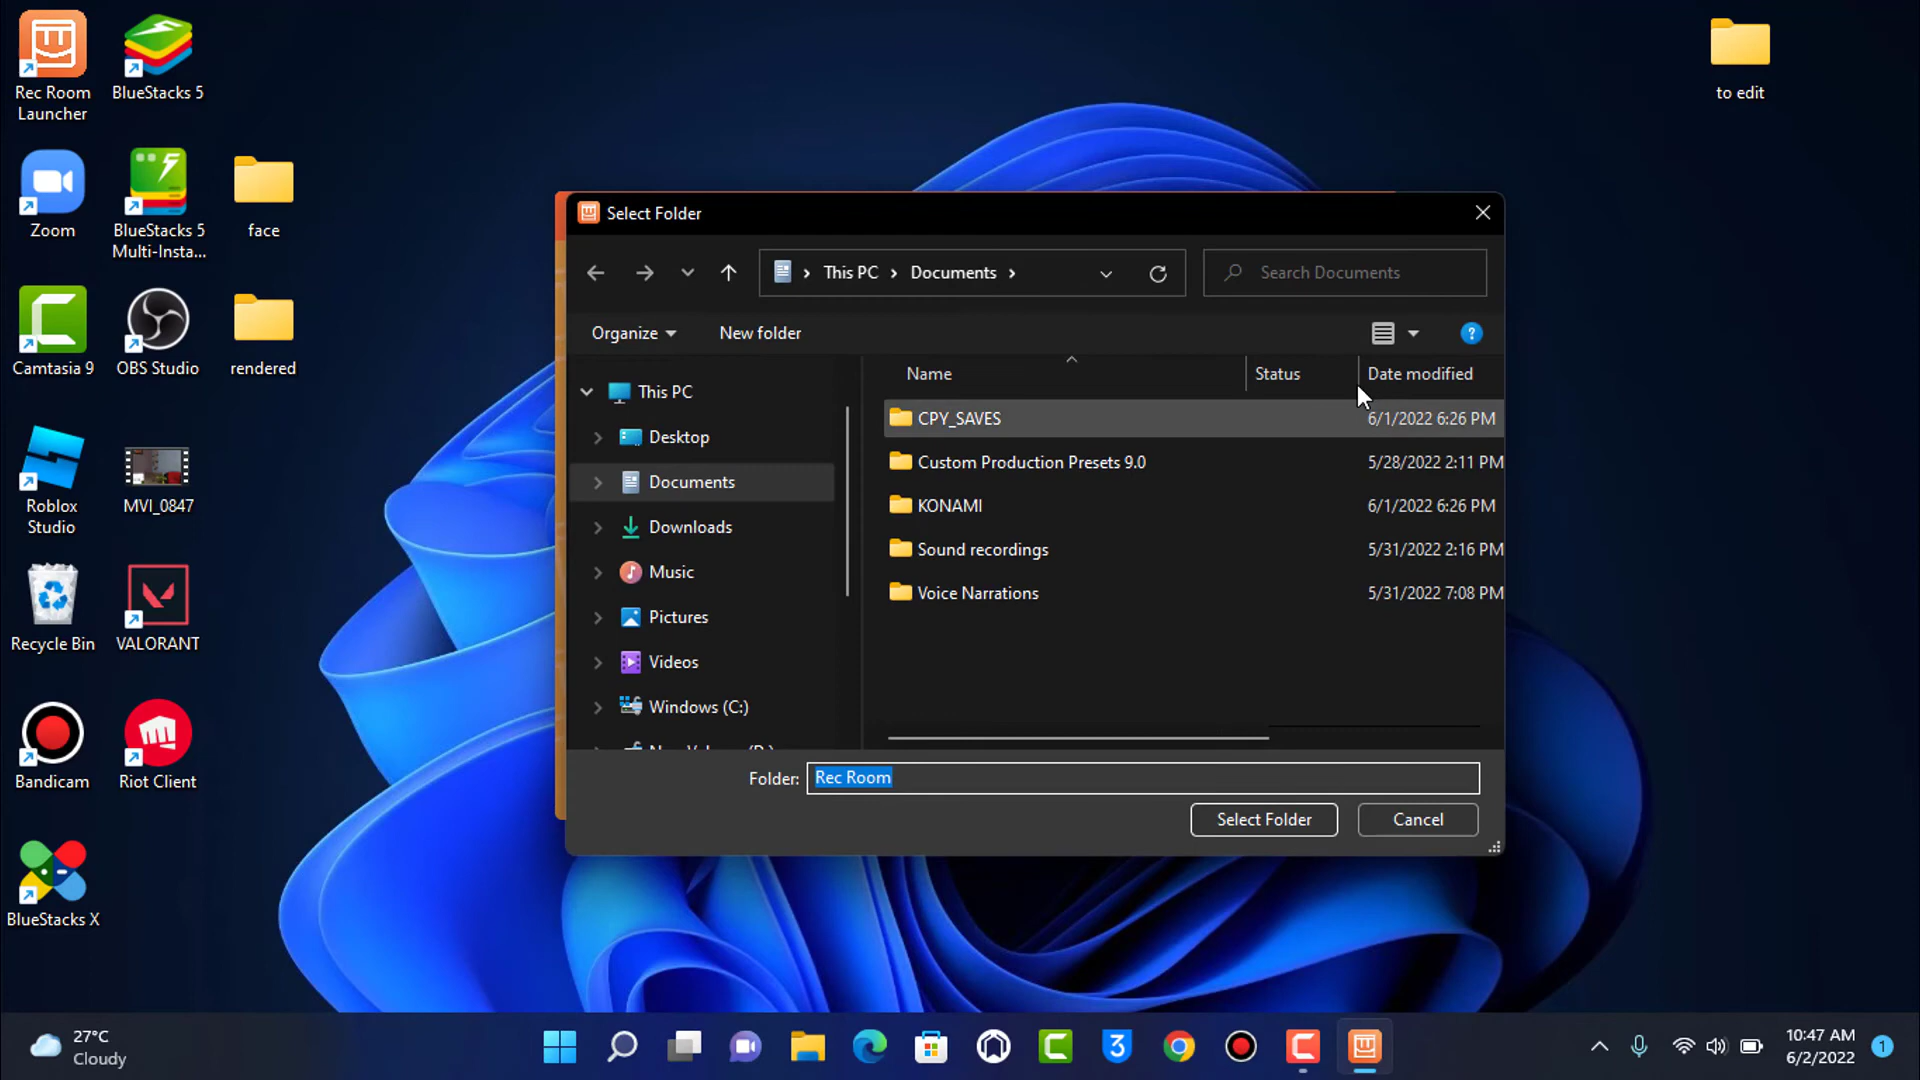 Rec Room
Launcher
BlueStacks 5
to edit
Zoom
BlueStacks 5
Multi-Insta...
face
Camtasia 9
OBS Studio
rendered
Roblox
Studio
MVI_0847
Recycle Bin
VALORANT
Bandicam
Riot Client
BlueStacks X
Select Folder
This PC
Documents
Search Documents
Organize
New folder
?
Name
Status
Date modified
This PC
Desktop
Documents
Downloads
Music
Pictures
Videos
Windows (C:)
CPY_SAVES 6/1/2022 6:26 PM
Custom Production Presets 9.0 5/28/2022 2:11 PM
KONAMI 6/1/2022 6:26 PM
Sound recordings 5/31/2022 2:16 PM
Voice Narrations 5/31/2022 7:08 PM
Folder: Rec Room
Select Folder
Cancel
27°C
Cloudy
3
10:47 AM
6/2/2022
1